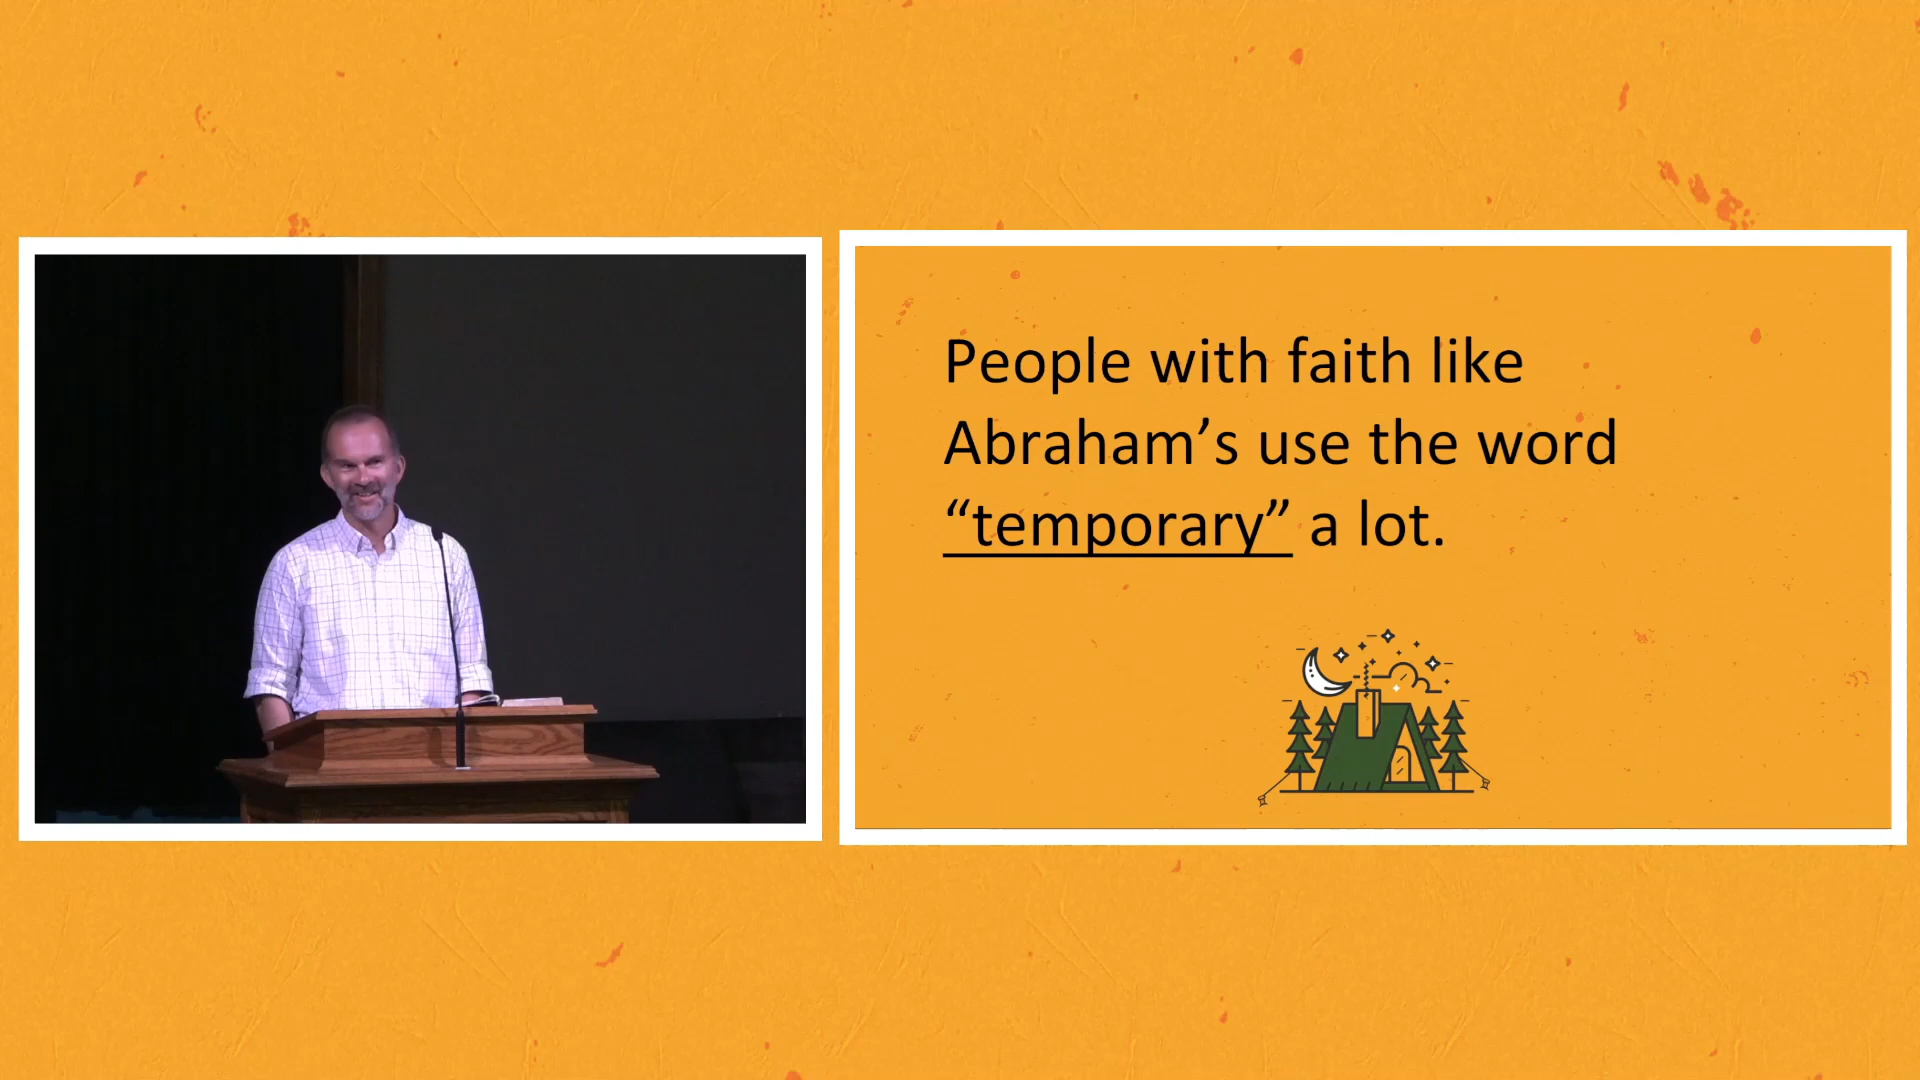 People with faith like
Abraham’s use the word
“temporary” a lot.